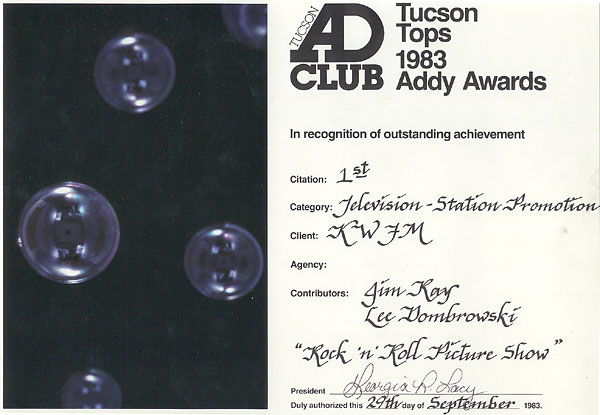 TUCSON
AD
CLUB
Tucson
Tops
1983
Addy Awards
In recognition of outstanding achievement
Citation: 1st
Category: Television - Station Promotion
Client: KWFM
Agency:
Contributors: Jim Ray
Lee Dombrowski
"Rock 'n' Roll Picture Show"
President Georgia R. Lacy
Duly authorized this 29th day of September 1983.